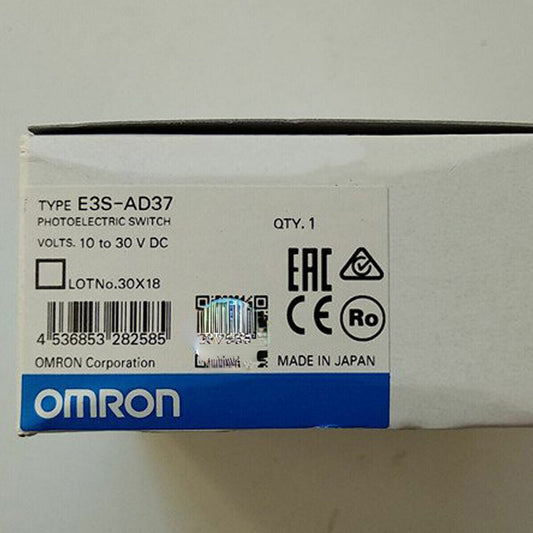 TYPE E3S-AD37
PHOTOELECTRIC SWITCH
VOLTS. 10 to 30 V DC
QTY. 1
LOTNo.30X18
EAC
CE
Ro
4 536853 282585
OMRON Corporation
MADE IN JAPAN
OMRON